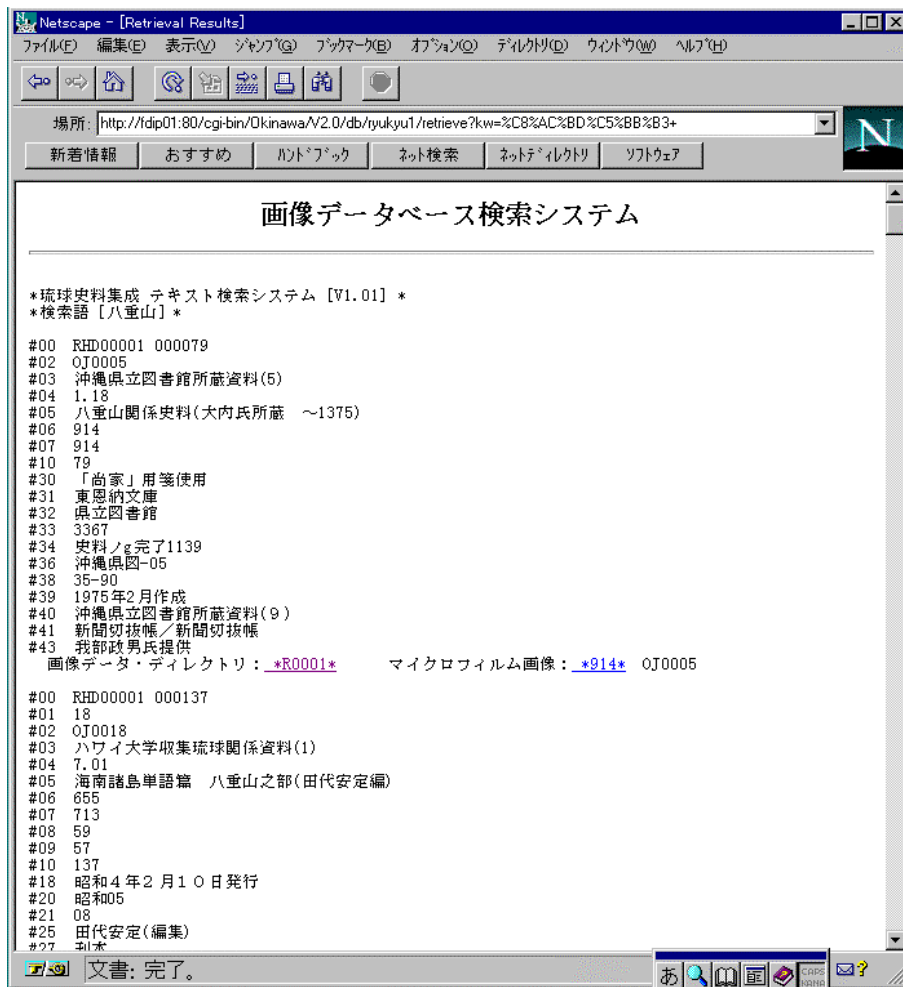 Netscape - [Retrieval Results]
ファイル(F) 編集(E) 表示(V) ジャンプ(G) ブックマーク(B) オプション(O) ディレクトリ(D) ウィンドウ(W) ヘルプ(H)
場所: http://fdip01:80/cgi-bin/Okinawa/V2.0/db/ryukyu1/retrieve?kw=%C8%AC%BD%C5%BB%B3+
N
新着情報 おすすめ ハンドブック ネット検索 ネットディレクトリ ソフトウェア
画像データベース検索システム
*琉球史料集成 テキスト検索システム [V1.01] *
*検索語 [八重山] *
#00 RHD00001 000079
#02 OJ0005
#03 沖縄県立図書館所蔵資料(5)
#04 1.18
#05 八重山関係史料(大内氏所蔵 ～1375)
#06 914
#07 914
#10 79
#30 「尚家」用箋使用
#31 東恩納文庫
#32 県立図書館
#33 3367
#34 史料ノg完了1139
#36 沖縄県図-05
#38 35-90
#39 1975年2月作成
#40 沖縄県立図書館所蔵資料(９)
#41 新聞切抜帳／新聞切抜帳
#43 我部政男氏提供
画像データ・ディレクトリ： *R0001* マイクロフィルム画像： *914* OJ0005
#00 RHD00001 000137
#01 18
#02 OJ0018
#03 ハワイ大学収集琉球関係資料(1)
#04 7.01
#05 海南諸島単語篇 八重山之部(田代安定編)
#06 655
#07 713
#08 59
#09 57
#10 137
#18 昭和４年２月１０日発行
#20 昭和05
#21 08
#25 田代安定(編集)
#27 刊本
文書: 完了。
あ CAPS
KANA